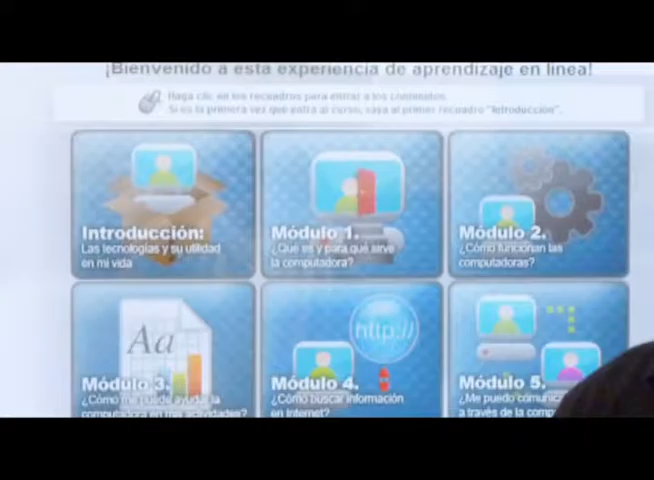 ¡Bienvenido a esta experiencia de aprendizaje en línea!
Haga clic en los recuadros para entrar a los contenidos.
Si es la primera vez que entra al curso, vaya al primer recuadro "Introducción".
Introducción:
Las tecnologías y su utilidad
en mi vida
Módulo 1.
¿Qué es y para qué sirve
la computadora?
Módulo 2.
¿Cómo funcionan las
computadoras?
Aa
Módulo 3.
¿Cómo me puede ayudar la
computadora en mis actividades?
http://
Módulo 4.
¿Cómo buscar información
en Internet?
Módulo 5.
¿Me puedo comunic
a través de la comp